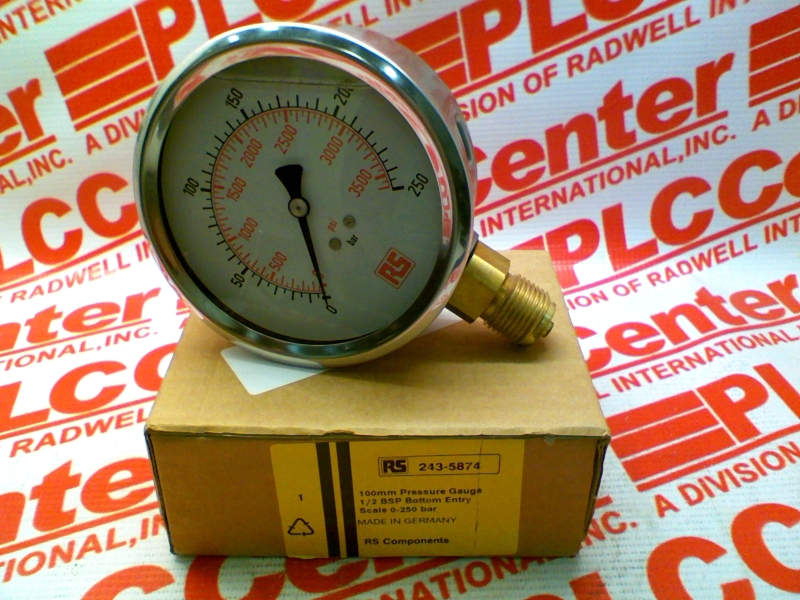 PLCCenter
A DIVISION OF RADWELL INTERNATIONAL, INC.
0
50
100
150
200
250
500
1000
1500
2000
2500
3000
3500
psi
bar
RS
RS 243-5874
1
100mm Pressure Gauge
1/2 BSP Bottom Entry
Scale 0-250 bar
MADE IN GERMANY
RS Components